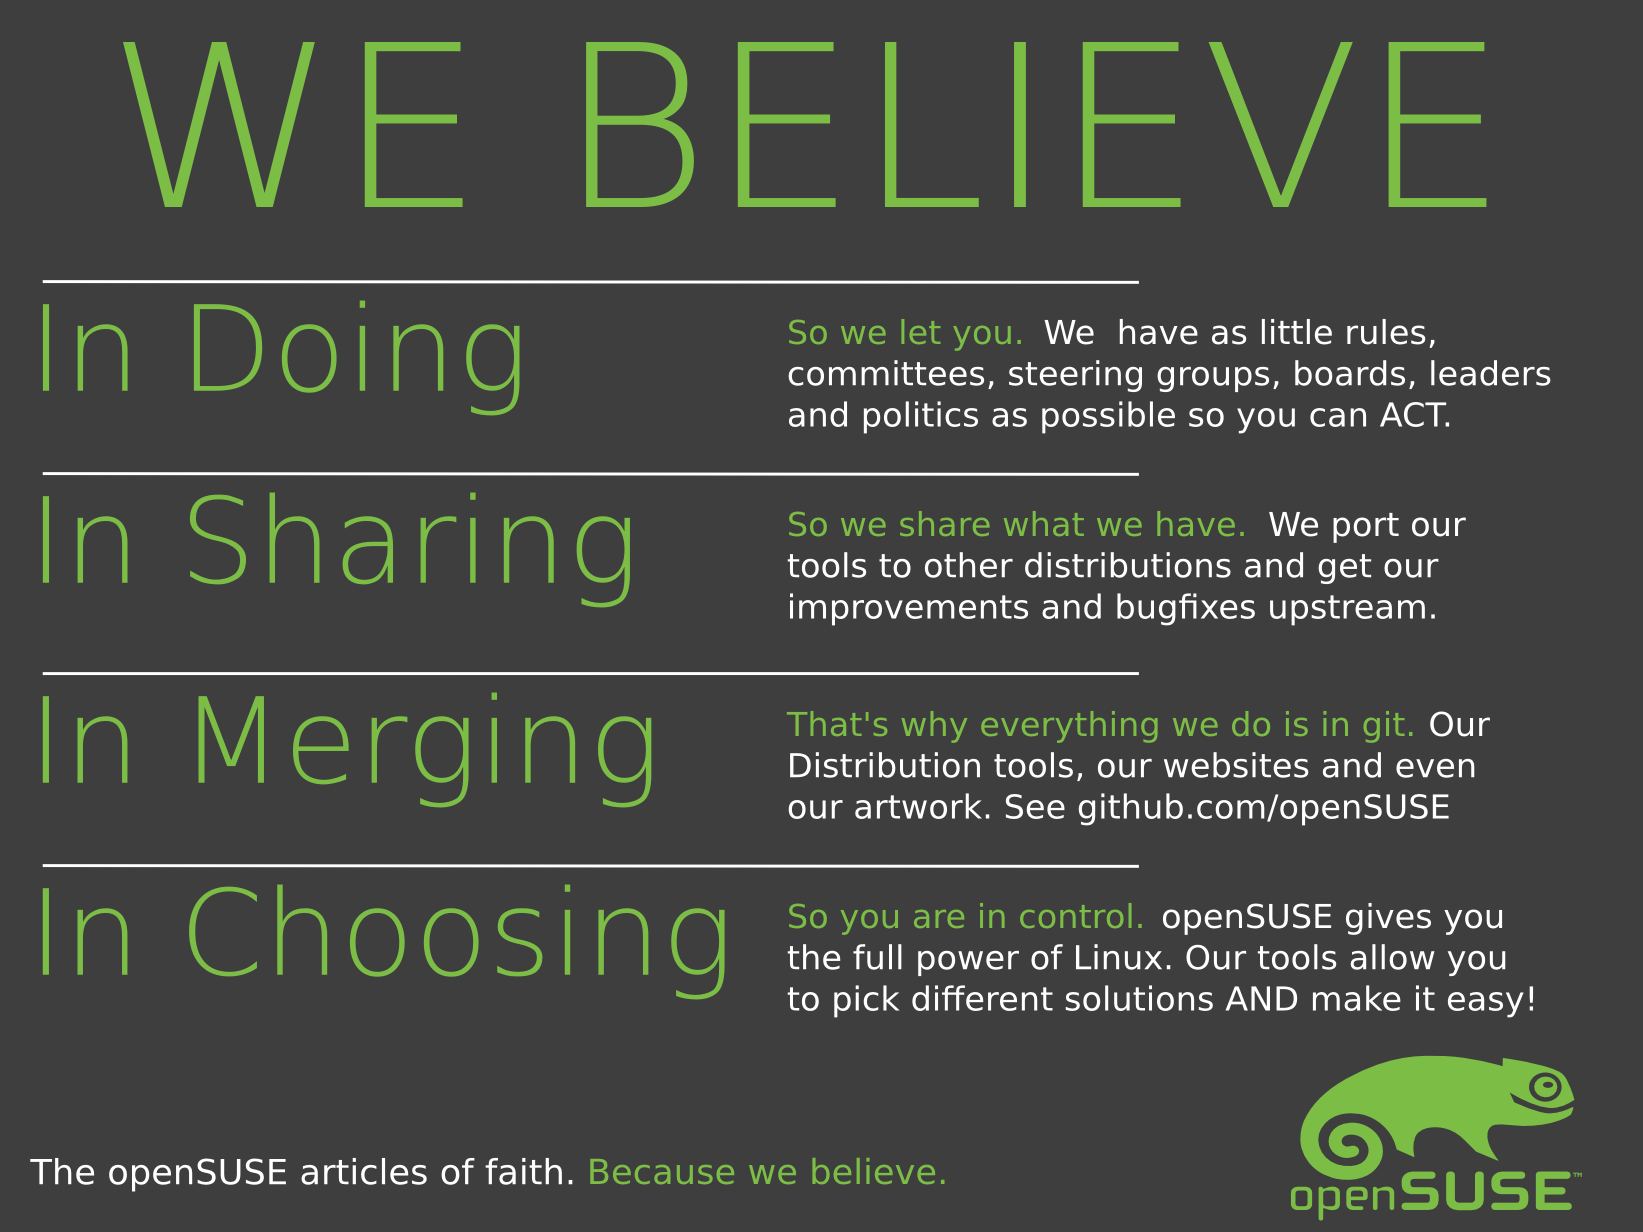 WE BELIEVE
In Doing
So we let you.  We  have as little rules,
committees, steering groups, boards, leaders
and politics as possible so you can ACT.
In Sharing
So we share what we have.  We port our
tools to other distributions and get our
improvements and bugfixes upstream.
In Merging
That's why everything we do is in git. Our
Distribution tools, our websites and even
our artwork. See github.com/openSUSE
In Choosing
So you are in control.  openSUSE gives you
the full power of Linux. Our tools allow you
to pick different solutions AND make it easy!
The openSUSE articles of faith. Because we believe.
openSUSE™